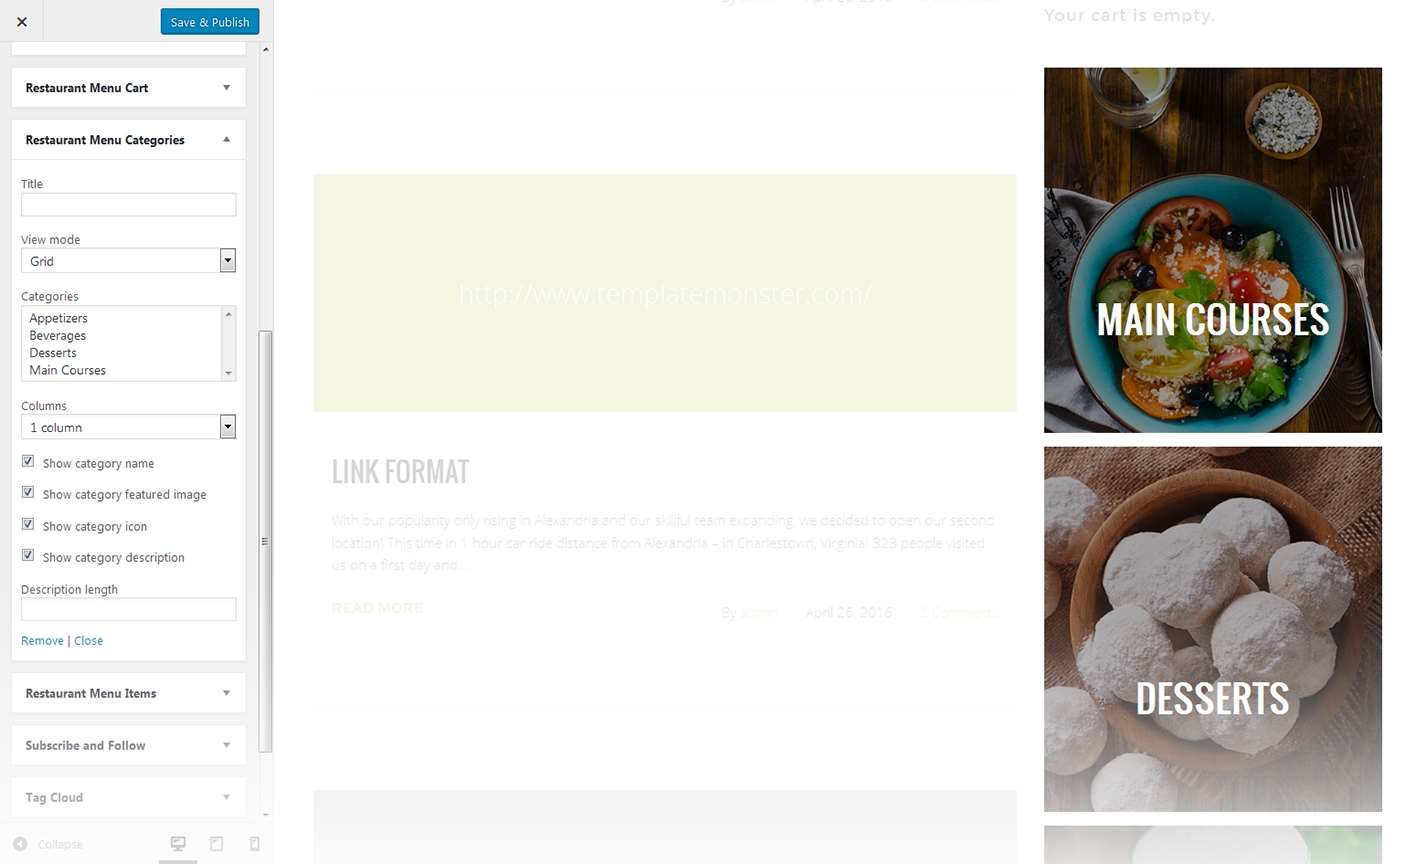 Save & Publish
Restaurant Menu Cart
Restaurant Menu Categories
Title
View mode
Grid
Categories
Appetizers
Beverages
Desserts
Main Courses
Columns
1 column
Show category name
Show category featured image
Show category icon
Show category description
Description length
Remove | Close
Restaurant Menu Items
Subscribe and Follow
Tag Cloud
Collapse
http://www.templatemonster.com/
LINK FORMAT
With our popularity only rising in Alexandria and our skillful team expanding, we decided to open our second
location! This time in 1 hour car ride distance from Alexandria – in Charlestown, Virginia! 323 people visited
us on a first day and...
READ MORE
By admin April 26, 2016 2 Comments
Your cart is empty.
MAIN COURSES
DESSERTS